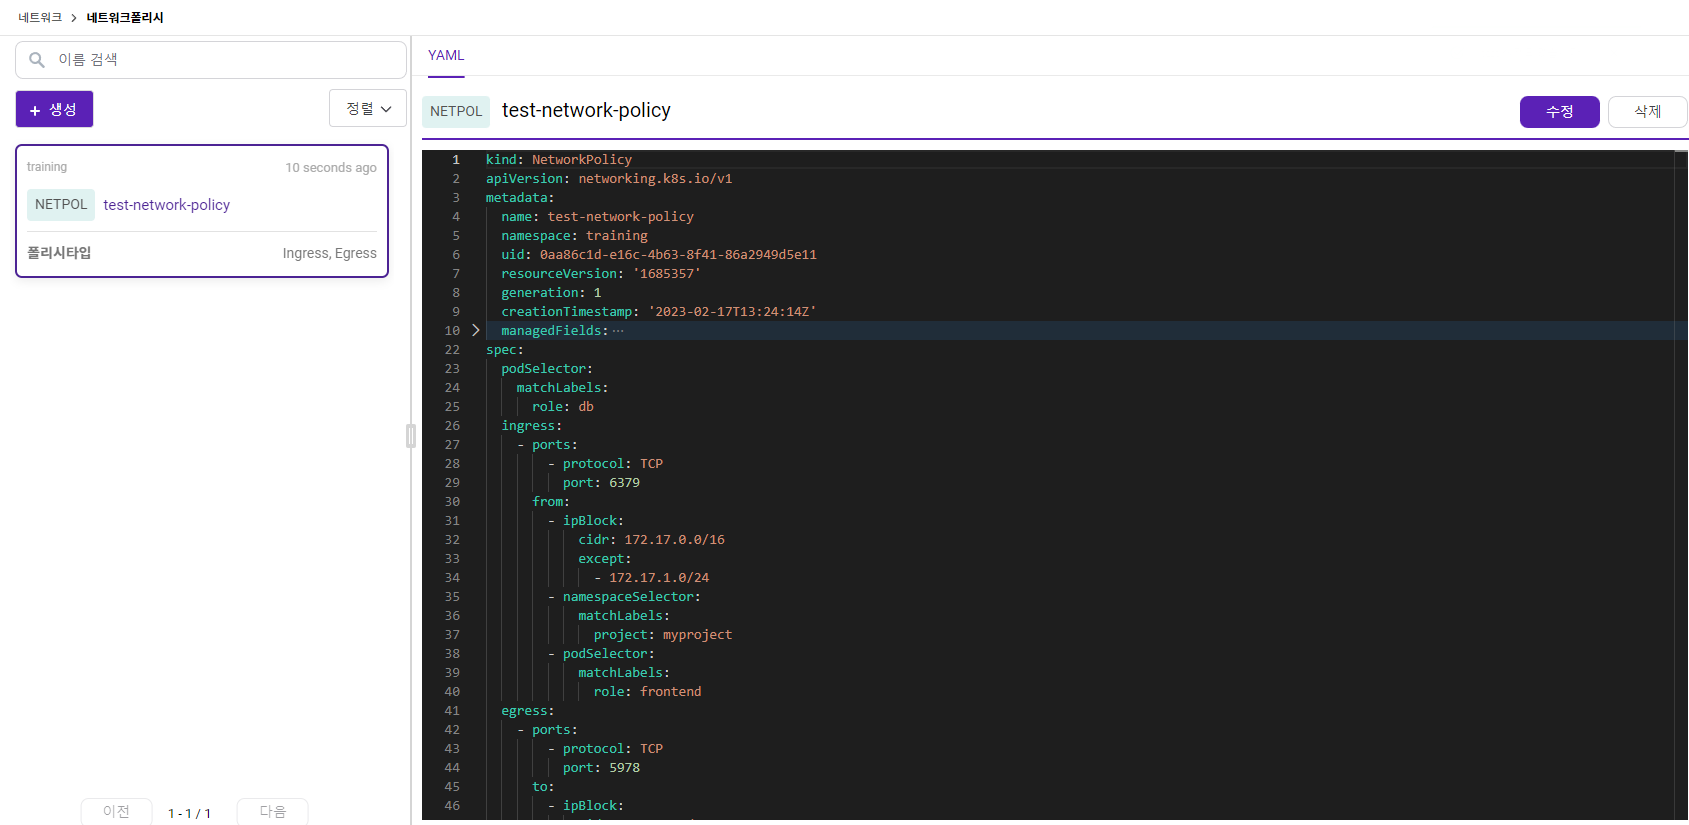 네트워크 > 네트워크폴리시
이름 검색
+ 생성
정렬
training
10 seconds ago
NETPOL test-network-policy
폴리시타입
Ingress, Egress
이전
1 - 1 / 1
다음
YAML
NETPOL test-network-policy
수정
삭제
1 kind: NetworkPolicy
2 apiVersion: networking.k8s.io/v1
3 metadata:
4   name: test-network-policy
5   namespace: training
6   uid: 0aa86c1d-e16c-4b63-8f41-86a2949d5e11
7   resourceVersion: '1685357'
8   generation: 1
9   creationTimestamp: '2023-02-17T13:24:14Z'
10 >   managedFields: ···
22 spec:
23   podSelector:
24     matchLabels:
25       role: db
26   ingress:
27     - ports:
28         - protocol: TCP
29           port: 6379
30       from:
31         - ipBlock:
32             cidr: 172.17.0.0/16
33             except:
34               - 172.17.1.0/24
35         - namespaceSelector:
36             matchLabels:
37               project: myproject
38         - podSelector:
39             matchLabels:
40               role: frontend
41   egress:
42     - ports:
43         - protocol: TCP
44           port: 5978
45       to:
46         - ipBlock: